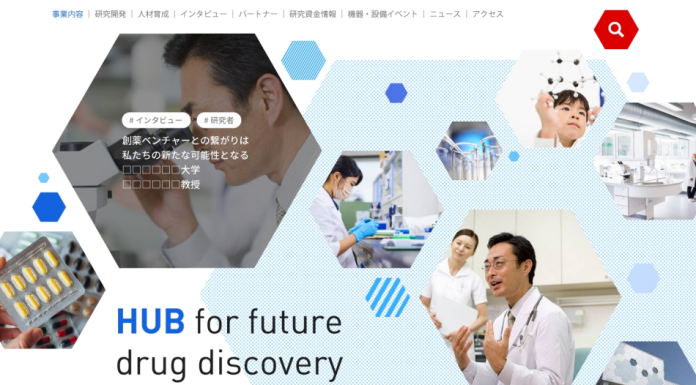 事業内容 | 研究開発 | 人材育成 | インタビュー | パートナー | 研究資金情報 | 機器・設備イベント | ニュース | アクセス
# インタビュー # 研究者
創薬ベンチャーとの繋がりは
私たちの新たな可能性となる
□□□□□□大学
□□□□□□教授
HUB for future
drug discovery